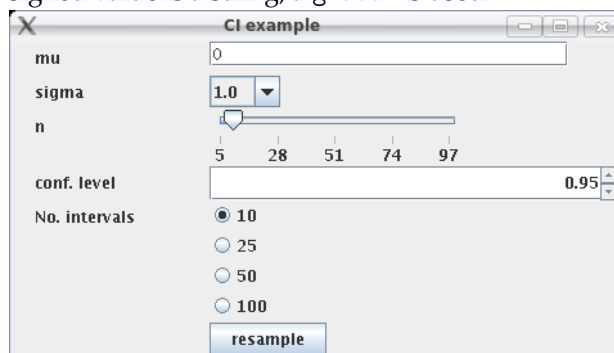 CI example
mu 0
sigma 1.0
n
5 28 51 74 97
conf. level 0.95
No. intervals 10
25
50
100
resample